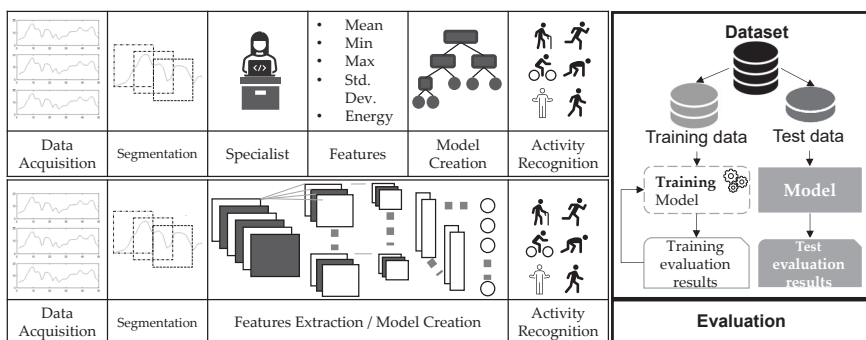 • Mean
• Min
• Max
• Std.
Dev.
• Energy
Data
Acquisition
Segmentation
Specialist
Features
Model
Creation
Activity
Recognition
Data
Acquisition
Segmentation
Features Extraction / Model Creation
Activity
Recognition
Dataset
Training data
Test data
Training
Model
Model
Training
evaluation
results
Test
evaluation
results
Evaluation